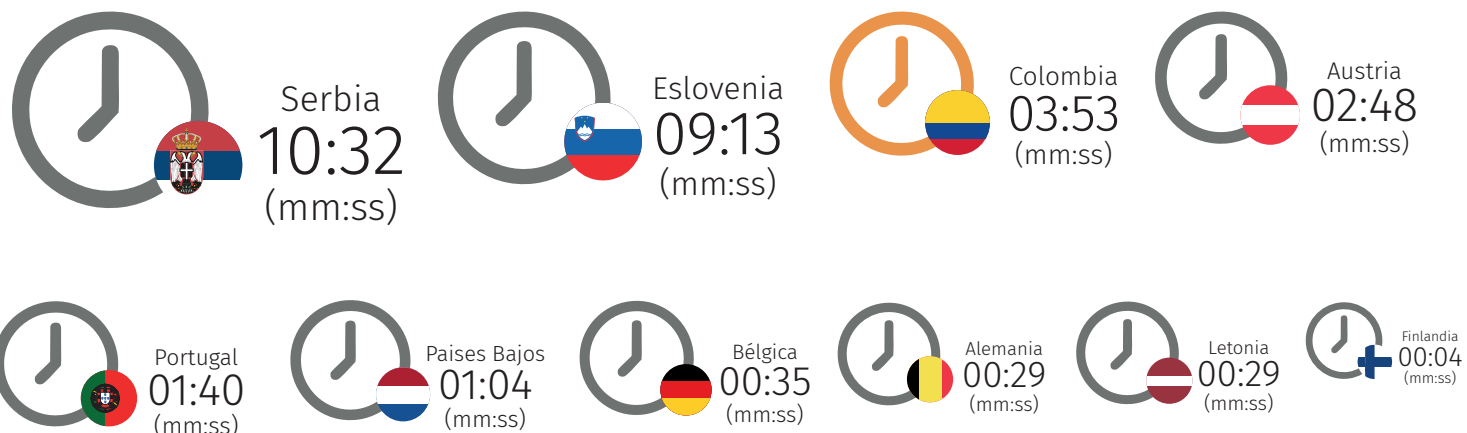 Serbia
10:32
(mm:ss)
Eslovenia
09:13
(mm:ss)
Colombia
03:53
(mm:ss)
Austria
02:48
(mm:ss)
Portugal
01:40
(mm:ss)
Paises Bajos
01:04
(mm:ss)
Bélgica
00:35
(mm:ss)
Alemania
00:29
(mm:ss)
Letonia
00:29
(mm:ss)
Finlandia
00:04
(mm:ss)